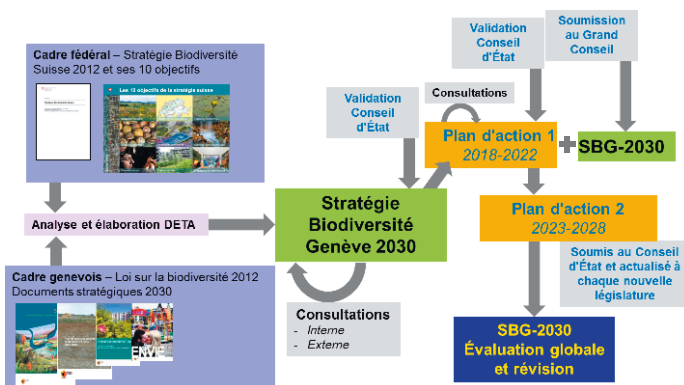 Cadre fédéral – Stratégie Biodiversité
Suisse 2012 et ses 10 objectifs
Les 10 objectifs de la stratégie suisse
Analyse et élaboration DETA
Cadre genevois – Loi sur la biodiversité 2012
Documents stratégiques 2030
ENVIE
Stratégie
Biodiversité
Genève 2030
Consultations
- Interne
- Externe
Validation
Conseil
d'État
Consultations
Validation
Conseil
d'État
Soumission
au Grand
Conseil
Plan d'action 1
2018-2022
+
SBG-2030
Plan d'action 2
2023-2028
Soumis au Conseil
d'État et actualisé à
chaque nouvelle
législature
SBG-2030
Évaluation globale
et révision